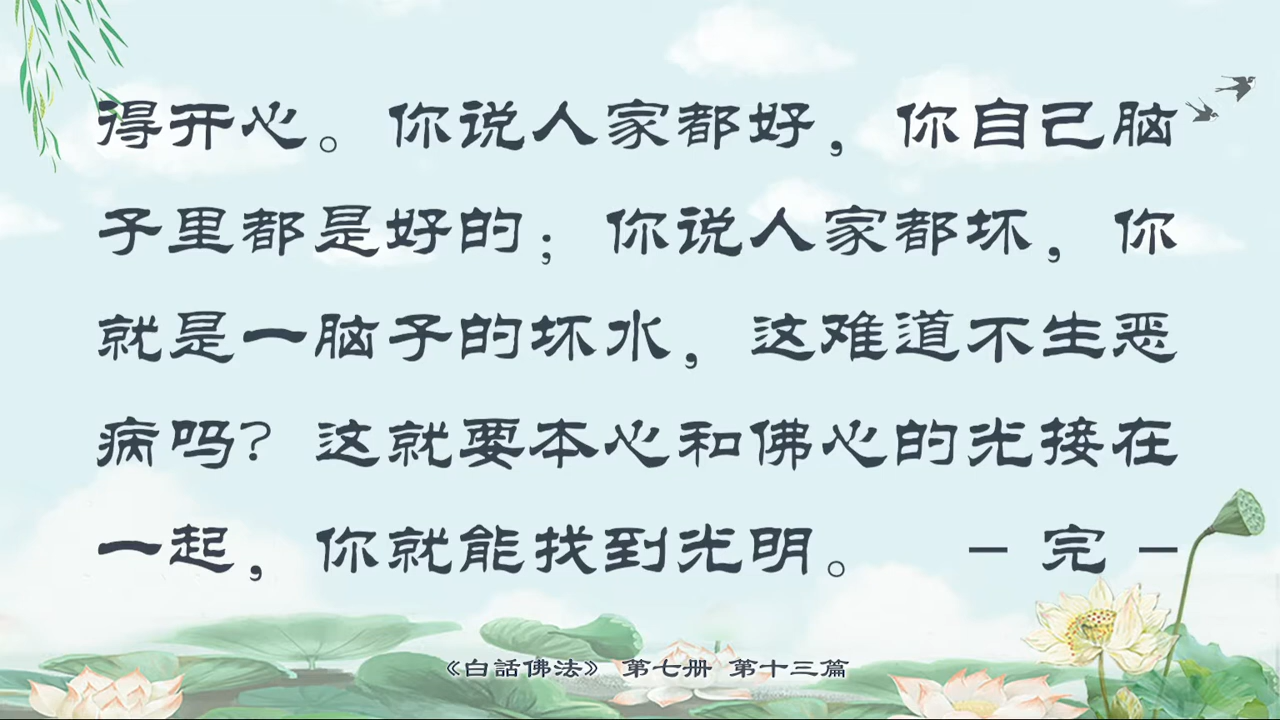 得开心。你说人家都好，你自己脑
子里都是好的；你说人家都坏，你
就是一脑子的坏水，这难道不生恶
病吗？这就要本心和佛心的光接在
一起，你就能找到光明。 － 完 －
《白話佛法》 第七册 第十三篇